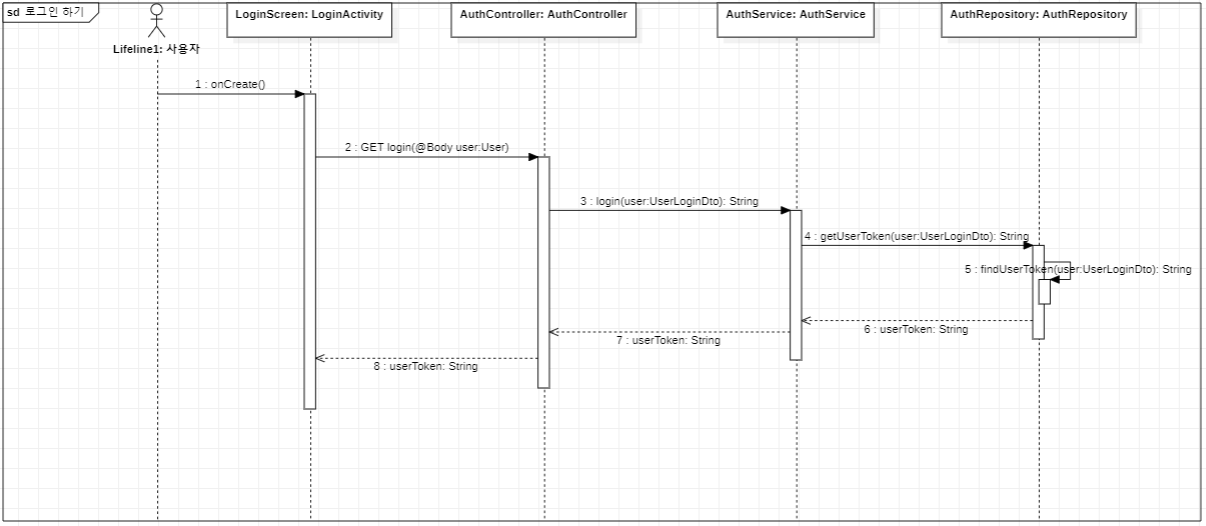 sd 로그인 하기
Lifeline1: 사용자
LoginScreen: LoginActivity
AuthController: AuthController
AuthService: AuthService
AuthRepository: AuthRepository
1 : onCreate()
2 : GET login(@Body user:User)
3 : login(user:UserLoginDto): String
4 : getUserToken(user:UserLoginDto): String
5 : findUserToken(user:UserLoginDto): String
6 : userToken: String
7 : userToken: String
8 : userToken: String